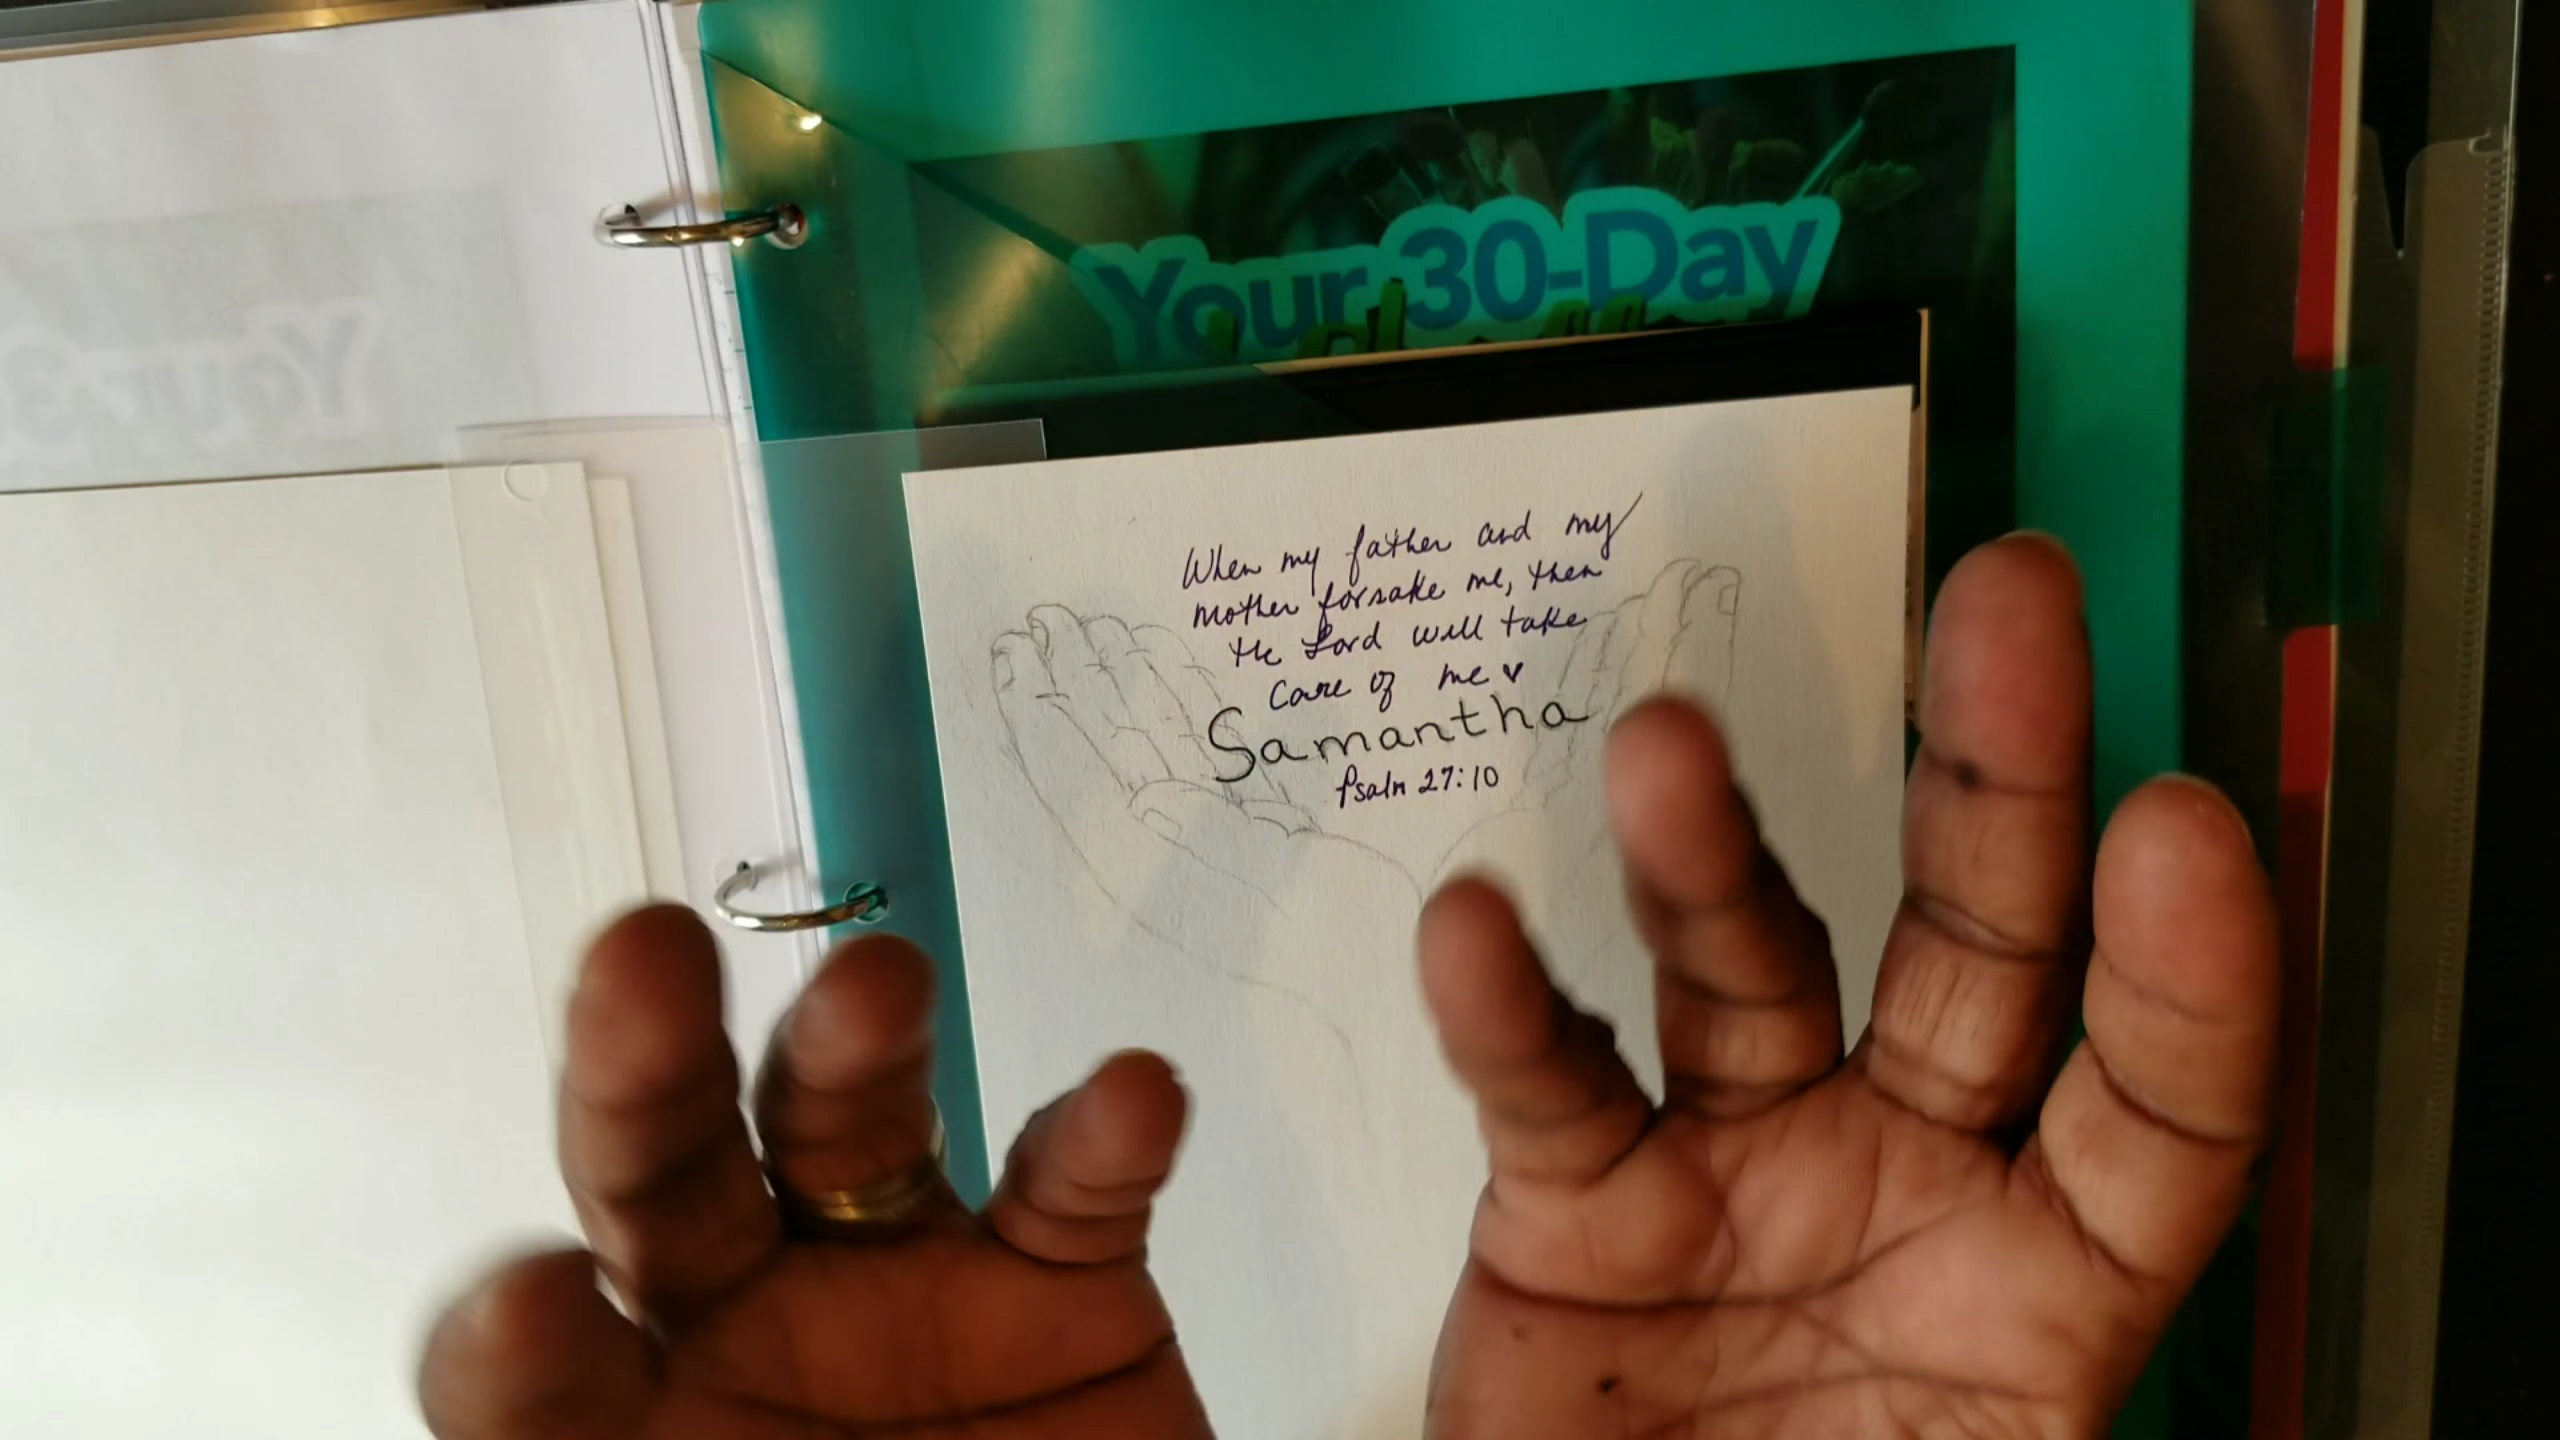 Your 30-Day
When my father and my
mother forsake me, then
the Lord will take
care of me ♥
Samantha
Psalm 27:10